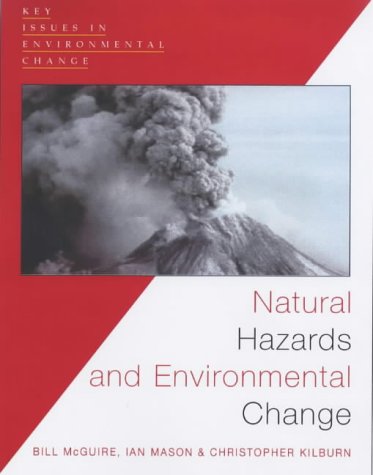 KEY
ISSUES IN
ENVIRONMENTAL
CHANGE
Natural
Hazards
and Environmental
Change
BILL McGUIRE, IAN MASON & CHRISTOPHER KILBURN